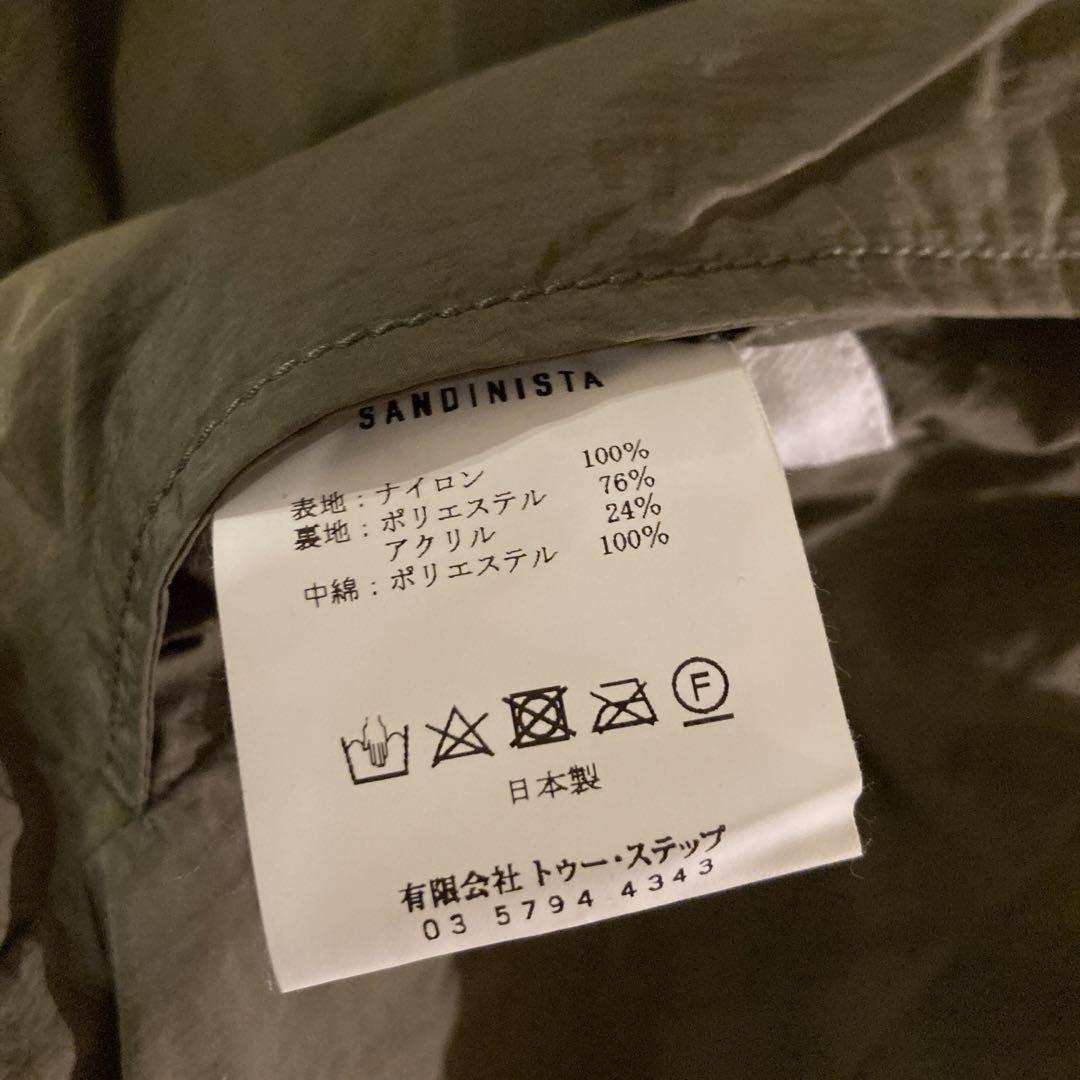 SANDINISTA
表地：ナイロン 100%
裏地：ポリエステル 76%
アクリル 24%
中綿：ポリエステル 100%
F
日本製
有限会社 トゥー・ステップ
03 5794 4343